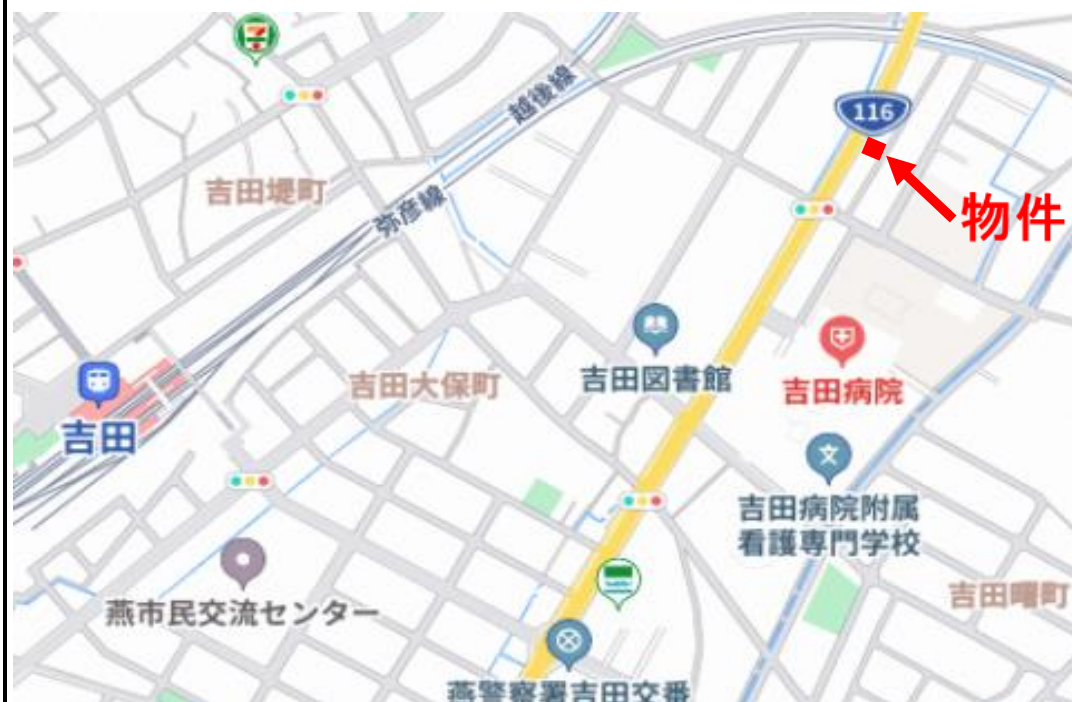 越後線
116
吉田堤町
弥彦線
物件
吉田図書館
吉田大保町
吉田病院
吉田
吉田病院附属
看護専門学校
燕市民交流センター
吉田曙町
燕警察署吉田交番